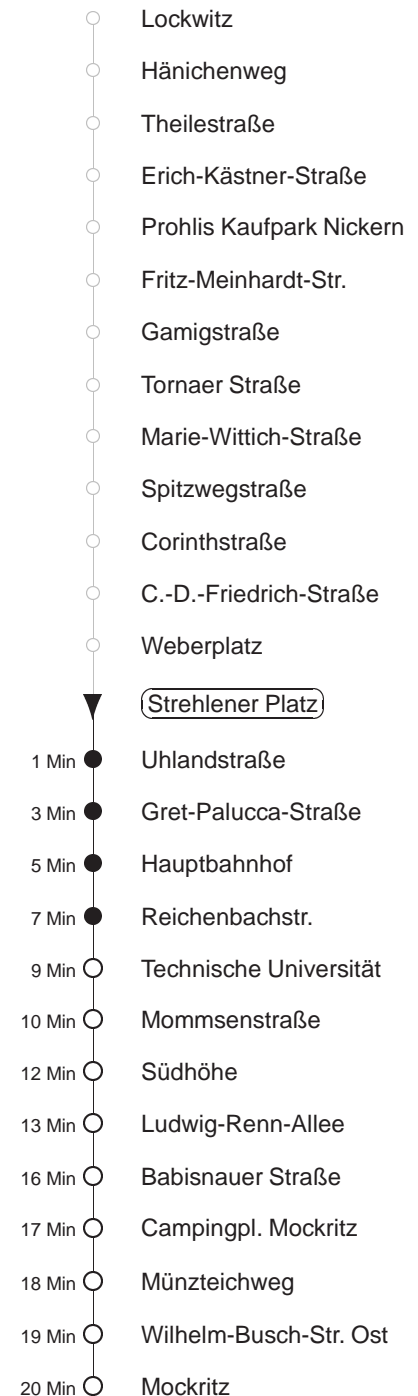 Lockwitz
Hänichenweg
Theilestraße
Erich-Kästner-Straße
Prohlis Kaufpark Nickern
Fritz-Meinhardt-Str.
Gamigstraße
Tornaer Straße
Marie-Wittich-Straße
Spitzwegstraße
Corinthstraße
C.-D.-Friedrich-Straße
Weberplatz
Strehlener Platz
1 Min Uhlandstraße
3 Min Gret-Palucca-Straße
5 Min Hauptbahnhof
7 Min Reichenbachstr.
9 Min Technische Universität
10 Min Mommsenstraße
12 Min Südhöhe
13 Min Ludwig-Renn-Allee
16 Min Babisnauer Straße
17 Min Campingpl. Mockritz
18 Min Münzteichweg
19 Min Wilhelm-Busch-Str. Ost
20 Min Mockritz